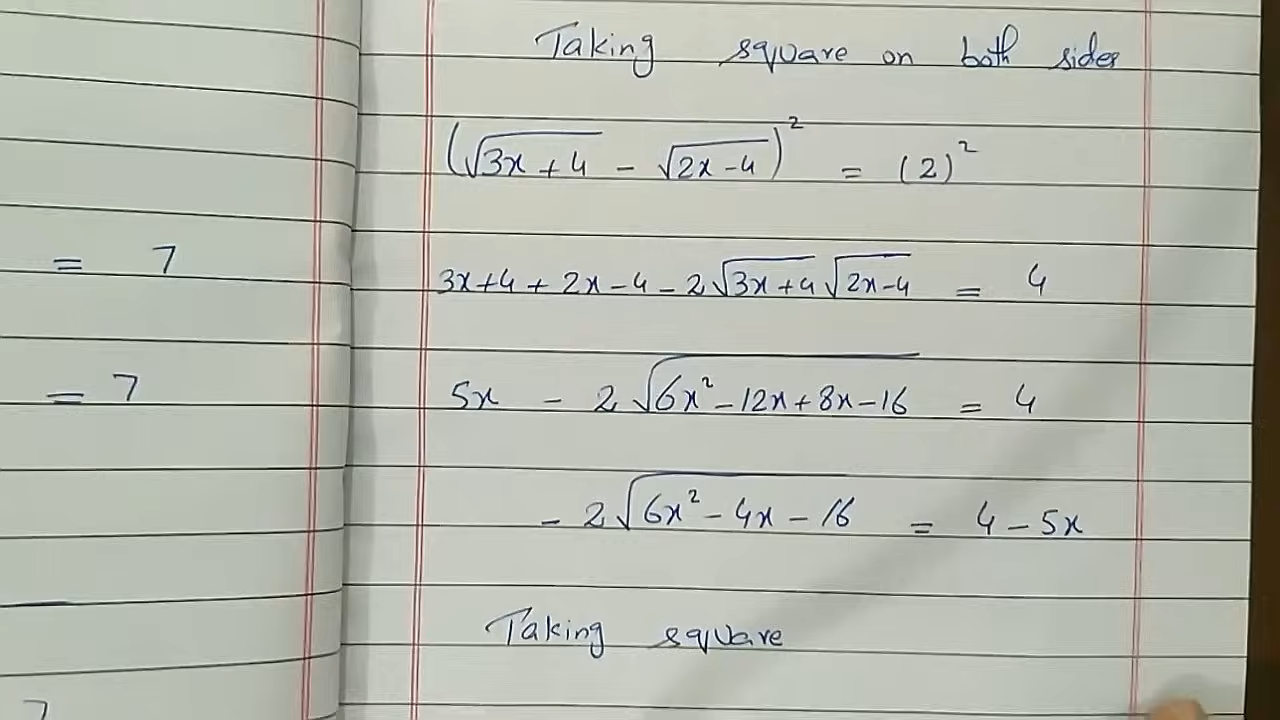 = 7
= 7
7
Taking square on both sides
(√3x+4 - √2x-4)² = (2)²
3x+4 + 2x-4 - 2√3x+4 √2x-4 = 4
5x - 2√6x²-12x+8x-16 = 4
-2√6x²-4x-16 = 4-5x
Taking square